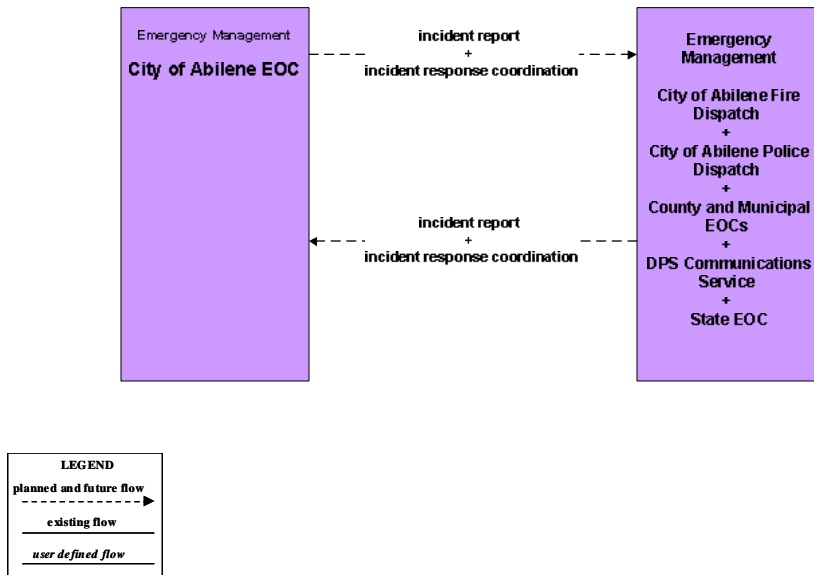 Emergency Management
City of Abilene EOC
incident report
+
incident response coordination
incident report
+
incident response coordination
Emergency
Management
City of Abilene Fire
Dispatch
+
City of Abilene Police
Dispatch
+
County and Municipal
EOCs
+
DPS Communications
Service
+
State EOC
LEGEND
planned and future flow
existing flow
user defined flow